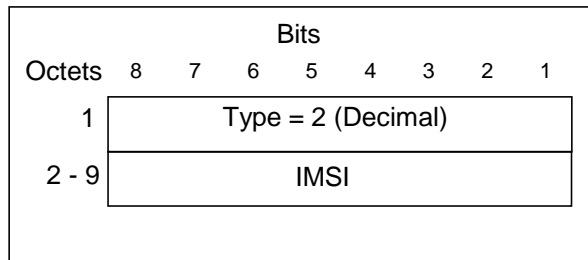 Bits
Octets 8 7 6 5 4 3 2 1
1 Type = 2 (Decimal)
2 - 9 IMSI